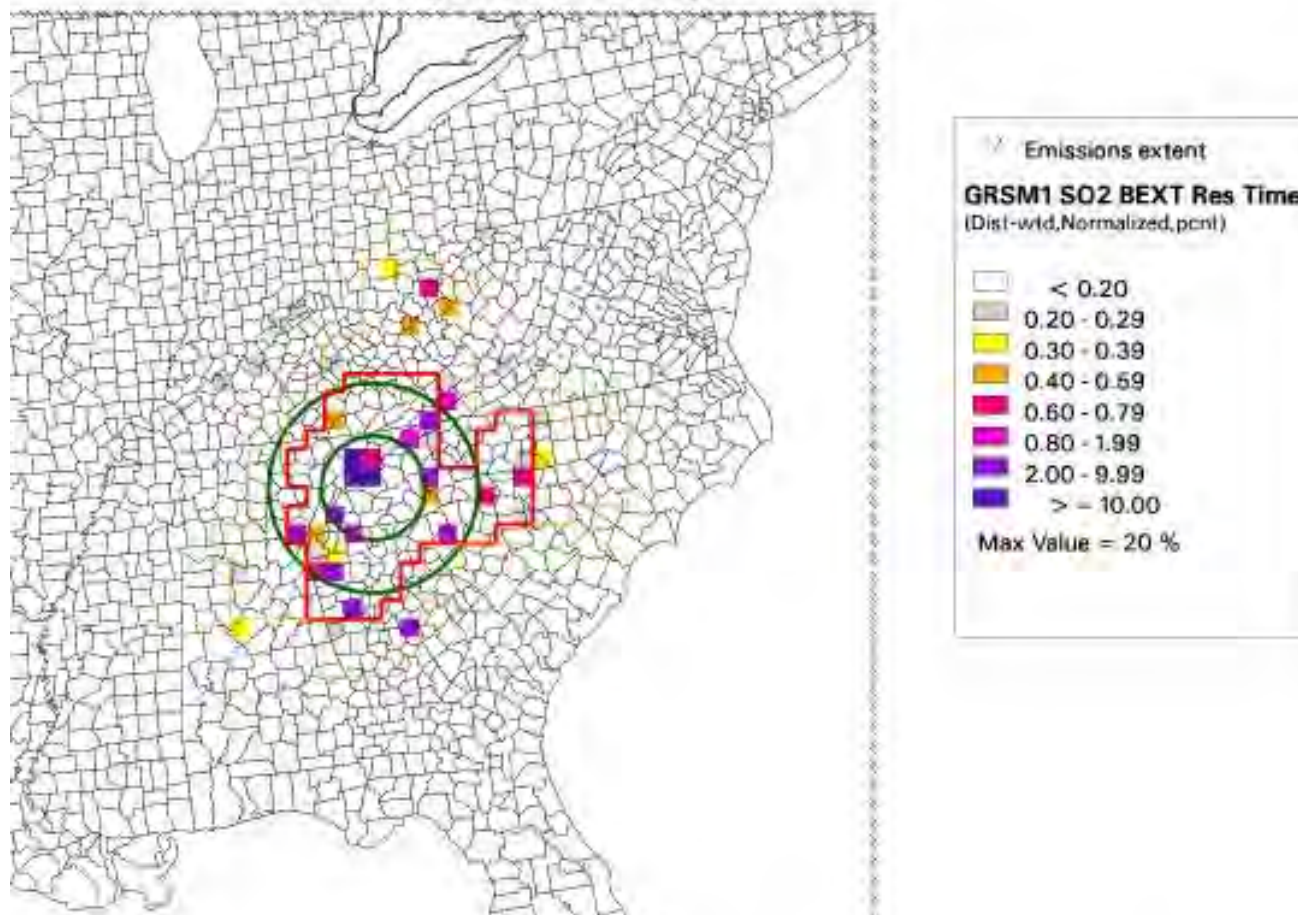 Emissions extent
GRSM1 SO2 BEXT Res Time
(Dist-wtd,Normalized,pcnt)
< 0.20
0.20 - 0.29
0.30 - 0.39
0.40 - 0.59
0.60 - 0.79
0.80 - 1.99
2.00 - 9.99
> = 10.00
Max Value = 20 %